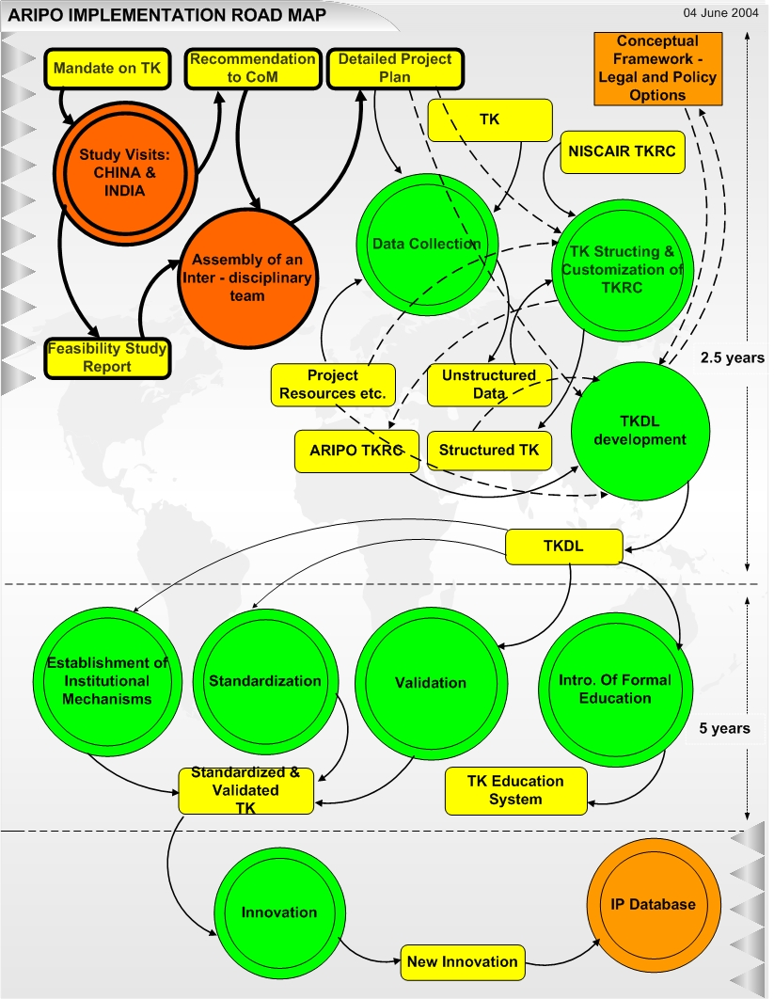 ARIPO IMPLEMENTATION ROAD MAP
04 June 2004
Mandate on TK
Recommendation
to CoM
Detailed Project
Plan
Conceptual
Framework -
Legal and Policy
Options
TK
NISCAIR TKRC
Study Visits:
CHINA &
INDIA
Data Collection
TK Structing &
Customization of
TKRC
Assembly of an
Inter - disciplinary
team
Feasibility Study
Report
2.5 years
Project
Resources etc.
Unstructured
Data
TKDL
development
ARIPO TKRC
Structured TK
TKDL
Establishment of
Institutional
Mechanisms
Standardization
Validation
Intro. Of Formal
Education
5 years
Standardized &
Validated
TK
TK Education
System
Innovation
IP Database
New Innovation